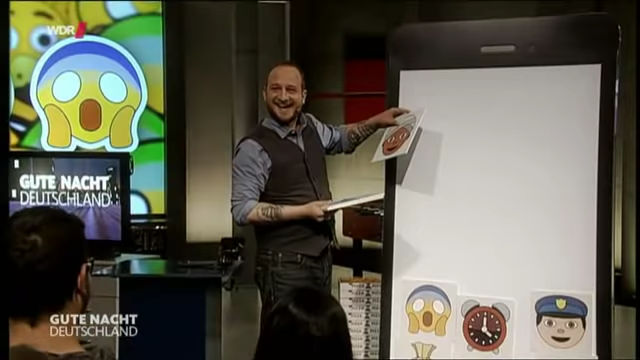 WDR
GUTE NACHT
DEUTSCHLAND
GUTE NACHT
DEUTSCHLAND